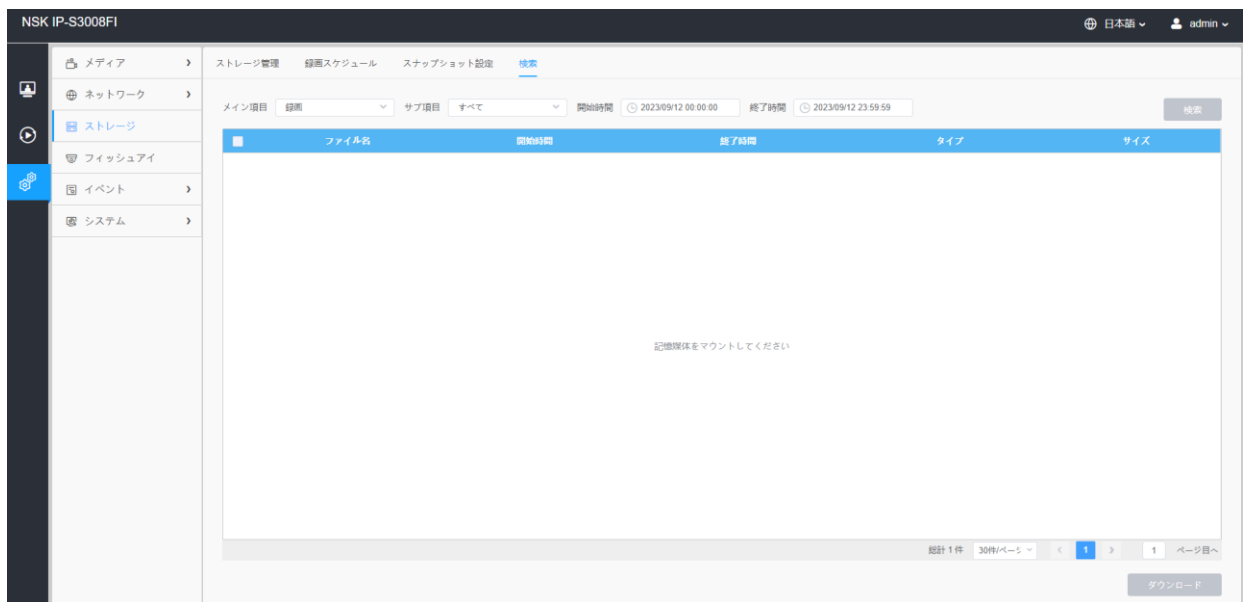 NSK IP-S3008FI
日本語
admin
メディア
ネットワーク
ストレージ
フィッシュアイ
イベント
システム
ストレージ管理 録画スケジュール スナップショット設定 検索
メイン項目 録画 サブ項目 すべて 開始時間 2023/09/12 00:00:00 終了時間 2023/09/12 23:59:59 検索
ファイル名 開始時間 終了時間 タイプ サイズ
記憶媒体をマウントしてください
総計 1 件 30件/ページ < 1 > 1 ページ目へ
ダウンロード